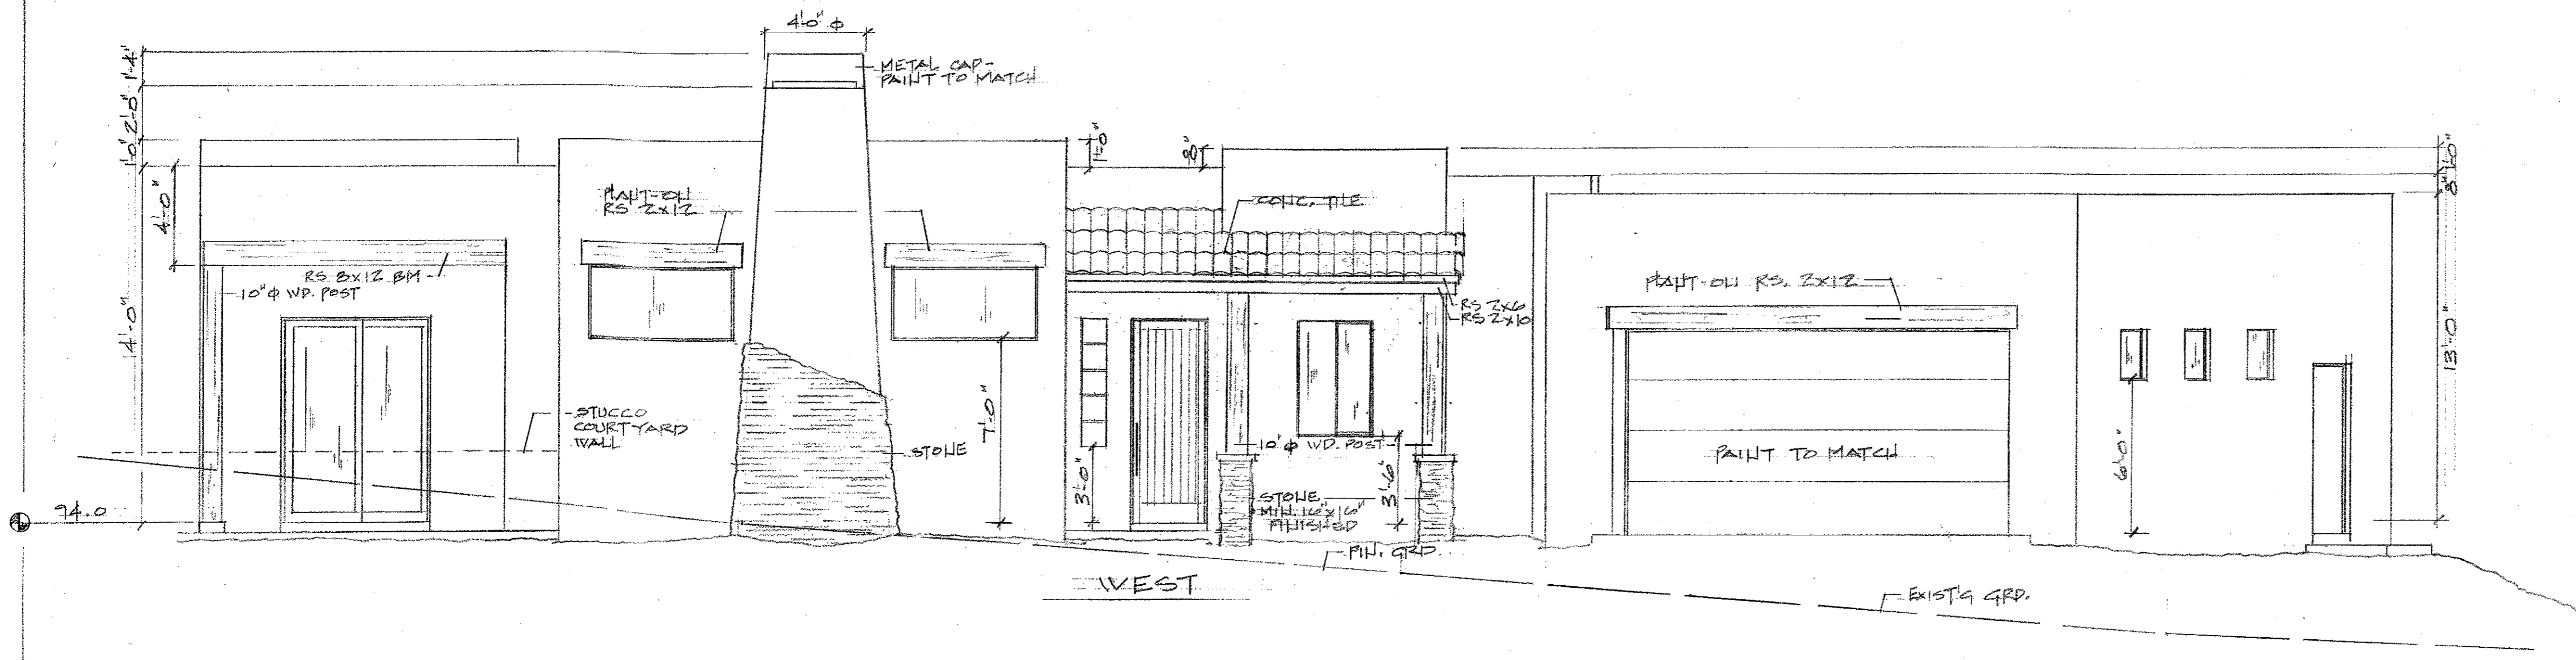 4'-0" ⌀
1'-4"
METAL CAP-
PAINT TO MATCH
2'-0"
1'-0"
1'-0"
9"
1'-0"
8"
4'-0"
PLANT-ON
RS 2x12
CONC. TILE
RS 8x12 BM
10"⌀ WD. POST
PLANT-ON RS. 2x12
RS 2x6
RS 2x10
14'-0"
13'-0"
STUCCO
COURTYARD
WALL
7'-0"
STONE
10"⌀ WD. POST
PAINT TO MATCH
6'-0"
3'-0"
3'-6"
STONE
MIN. 16"x16"
FINISHED
94.0
FIN. GRD.
WEST
EXIST'G GRD.